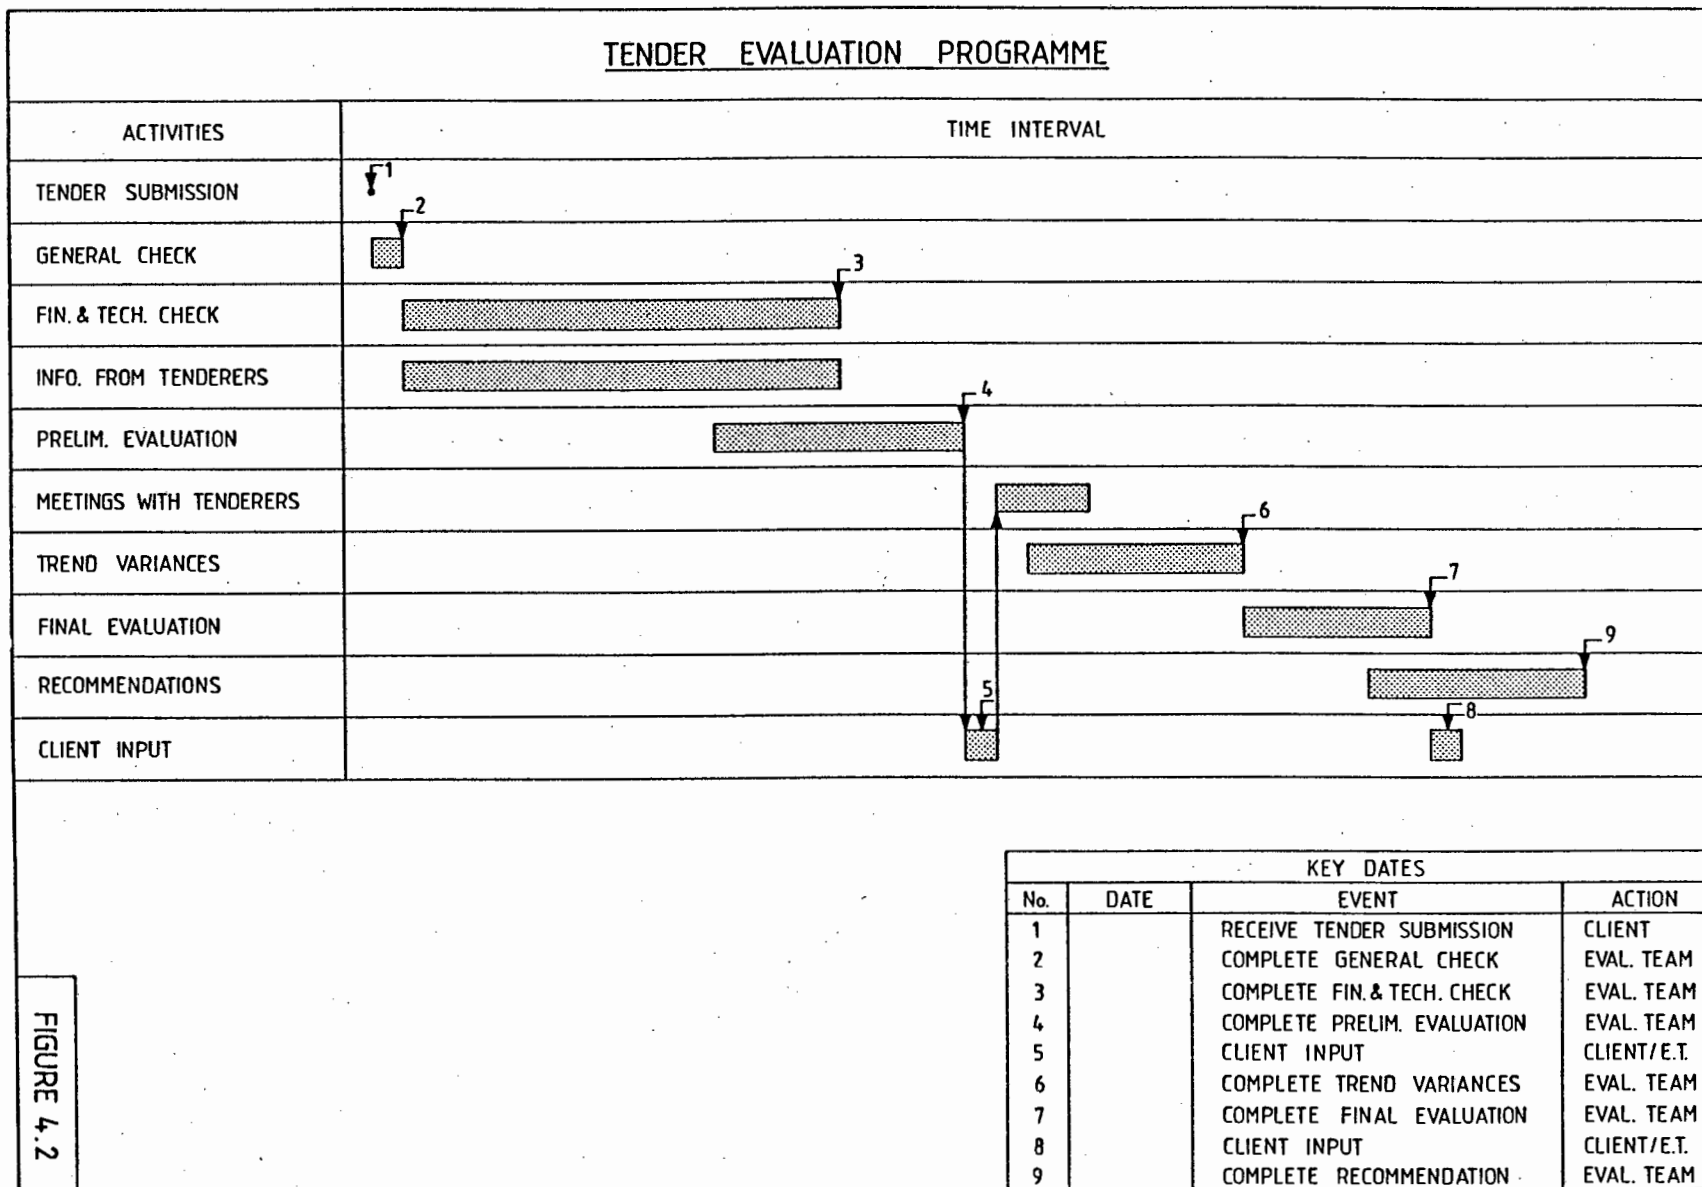 TENDER EVALUATION PROGRAMME
ACTIVITIES TIME INTERVAL
TENDER SUBMISSION 1
2
GENERAL CHECK
3
FIN. & TECH. CHECK
INFO. FROM TENDERERS
4
PRELIM. EVALUATION
MEETINGS WITH TENDERERS
6
TREND VARIANCES
7
FINAL EVALUATION
9
RECOMMENDATIONS
5
8
CLIENT INPUT
KEY DATES
No. DATE EVENT ACTION
1 RECEIVE TENDER SUBMISSION CLIENT
2 COMPLETE GENERAL CHECK EVAL. TEAM
3 COMPLETE FIN. & TECH. CHECK EVAL. TEAM
4 COMPLETE PRELIM. EVALUATION EVAL. TEAM
5 CLIENT INPUT CLIENT/E.T.
6 COMPLETE TREND VARIANCES EVAL. TEAM
7 COMPLETE FINAL EVALUATION EVAL. TEAM
8 CLIENT INPUT CLIENT/E.T.
9 COMPLETE RECOMMENDATION EVAL. TEAM
FIGURE 4.2